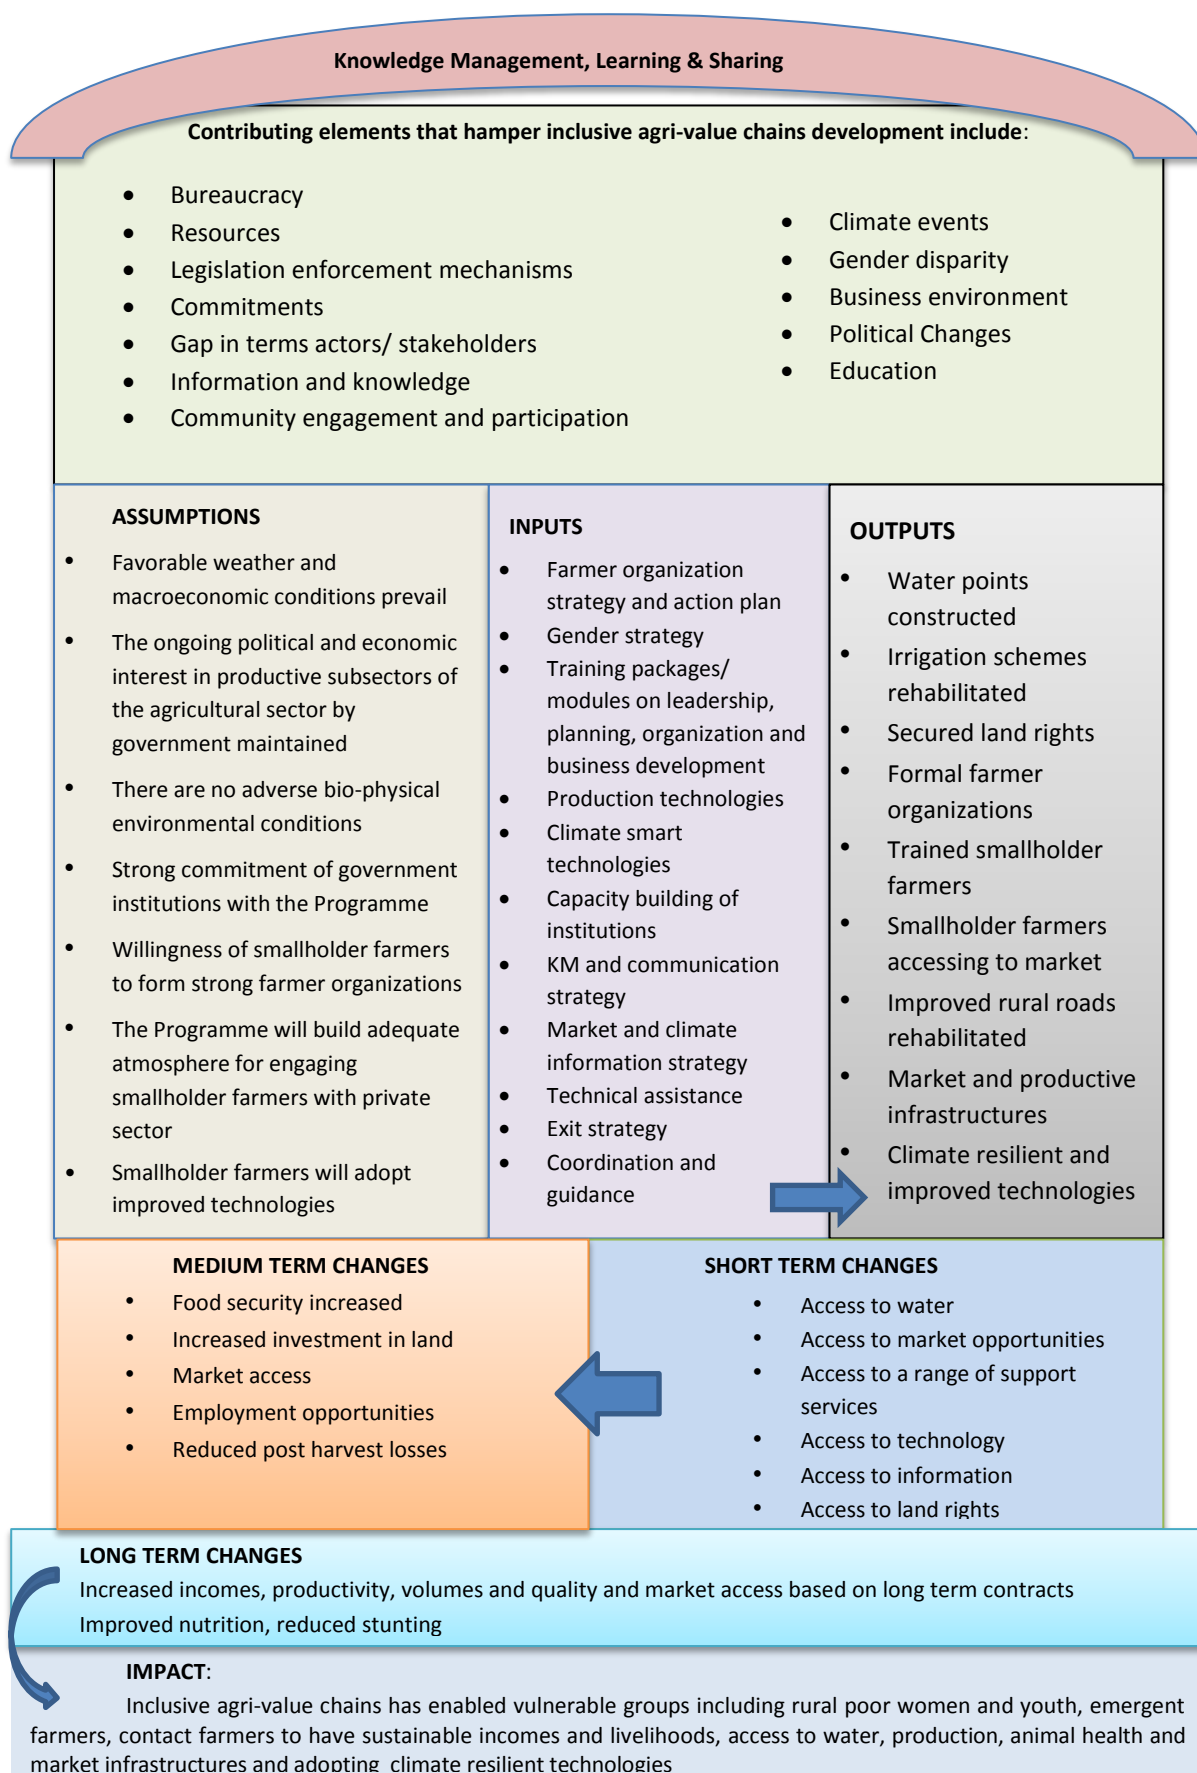 Knowledge Management, Learning & Sharing
Contributing elements that hamper inclusive agri-value chains development include:
• Bureaucracy
• Resources
• Legislation enforcement mechanisms
• Commitments
• Gap in terms actors/ stakeholders
• Information and knowledge
• Community engagement and participation
• Climate events
• Gender disparity
• Business environment
• Political Changes
• Education
ASSUMPTIONS
• Favorable weather and
macroeconomic conditions prevail
• The ongoing political and economic
interest in productive subsectors of
the agricultural sector by
government maintained
• There are no adverse bio-physical
environmental conditions
• Strong commitment of government
institutions with the Programme
• Willingness of smallholder farmers
to form strong farmer organizations
• The Programme will build adequate
atmosphere for engaging
smallholder farmers with private
sector
• Smallholder farmers will adopt
improved technologies
INPUTS
• Farmer organization
strategy and action plan
• Gender strategy
• Training packages/
modules on leadership,
planning, organization and
business development
• Production technologies
• Climate smart
technologies
• Capacity building of
institutions
• KM and communication
strategy
• Market and climate
information strategy
• Technical assistance
• Exit strategy
• Coordination and
guidance
OUTPUTS
• Water points
constructed
• Irrigation schemes
rehabilitated
• Secured land rights
• Formal farmer
organizations
• Trained smallholder
farmers
• Smallholder farmers
accessing to market
• Improved rural roads
rehabilitated
• Market and productive
infrastructures
• Climate resilient and
improved technologies
MEDIUM TERM CHANGES
• Food security increased
• Increased investment in land
• Market access
• Employment opportunities
• Reduced post harvest losses
SHORT TERM CHANGES
• Access to water
• Access to market opportunities
• Access to a range of support
services
• Access to technology
• Access to information
• Access to land rights
LONG TERM CHANGES
Increased incomes, productivity, volumes and quality and market access based on long term contracts
Improved nutrition, reduced stunting
IMPACT:
Inclusive agri-value chains has enabled vulnerable groups including rural poor women and youth, emergent
farmers, contact farmers to have sustainable incomes and livelihoods, access to water, production, animal health and
market infrastructures and adopting climate resilient technologies